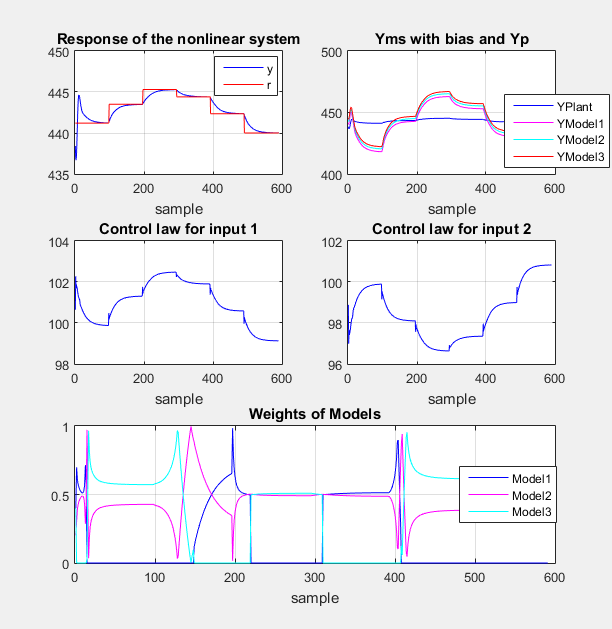 Response of the nonlinear system
450
445
440
435
y
r
0
200
400
600
sample
Yms with bias and Yp
500
450
400
YPlant
YModel1
YModel2
YModel3
0
200
400
600
sample
Control law for input 1
104
102
100
98
0
200
400
600
sample
Control law for input 2
102
100
98
96
0
200
400
600
sample
Weights of Models
1
0.5
0
Model1
Model2
Model3
0
100
200
300
400
500
600
sample